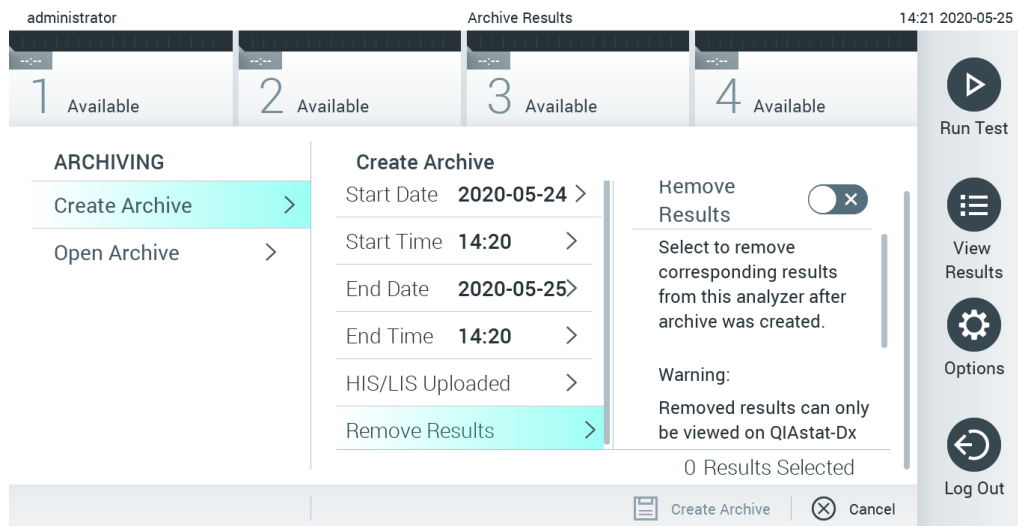 administrator
Archive Results
14:21 2020-05-25
--:--
1 Available
--:--
2 Available
--:--
3 Available
--:--
4 Available
Run Test
View
Results
Options
Log Out
ARCHIVING
Create Archive
Open Archive
Create Archive
Start Date 2020-05-24
Start Time 14:20
End Date 2020-05-25
End Time 14:20
HIS/LIS Uploaded
Remove Results
Remove
Results
Select to remove
corresponding results
from this analyzer after
archive was created.
Warning:
Removed results can only
be viewed on QIAstat-Dx
0 Results Selected
Create Archive
Cancel